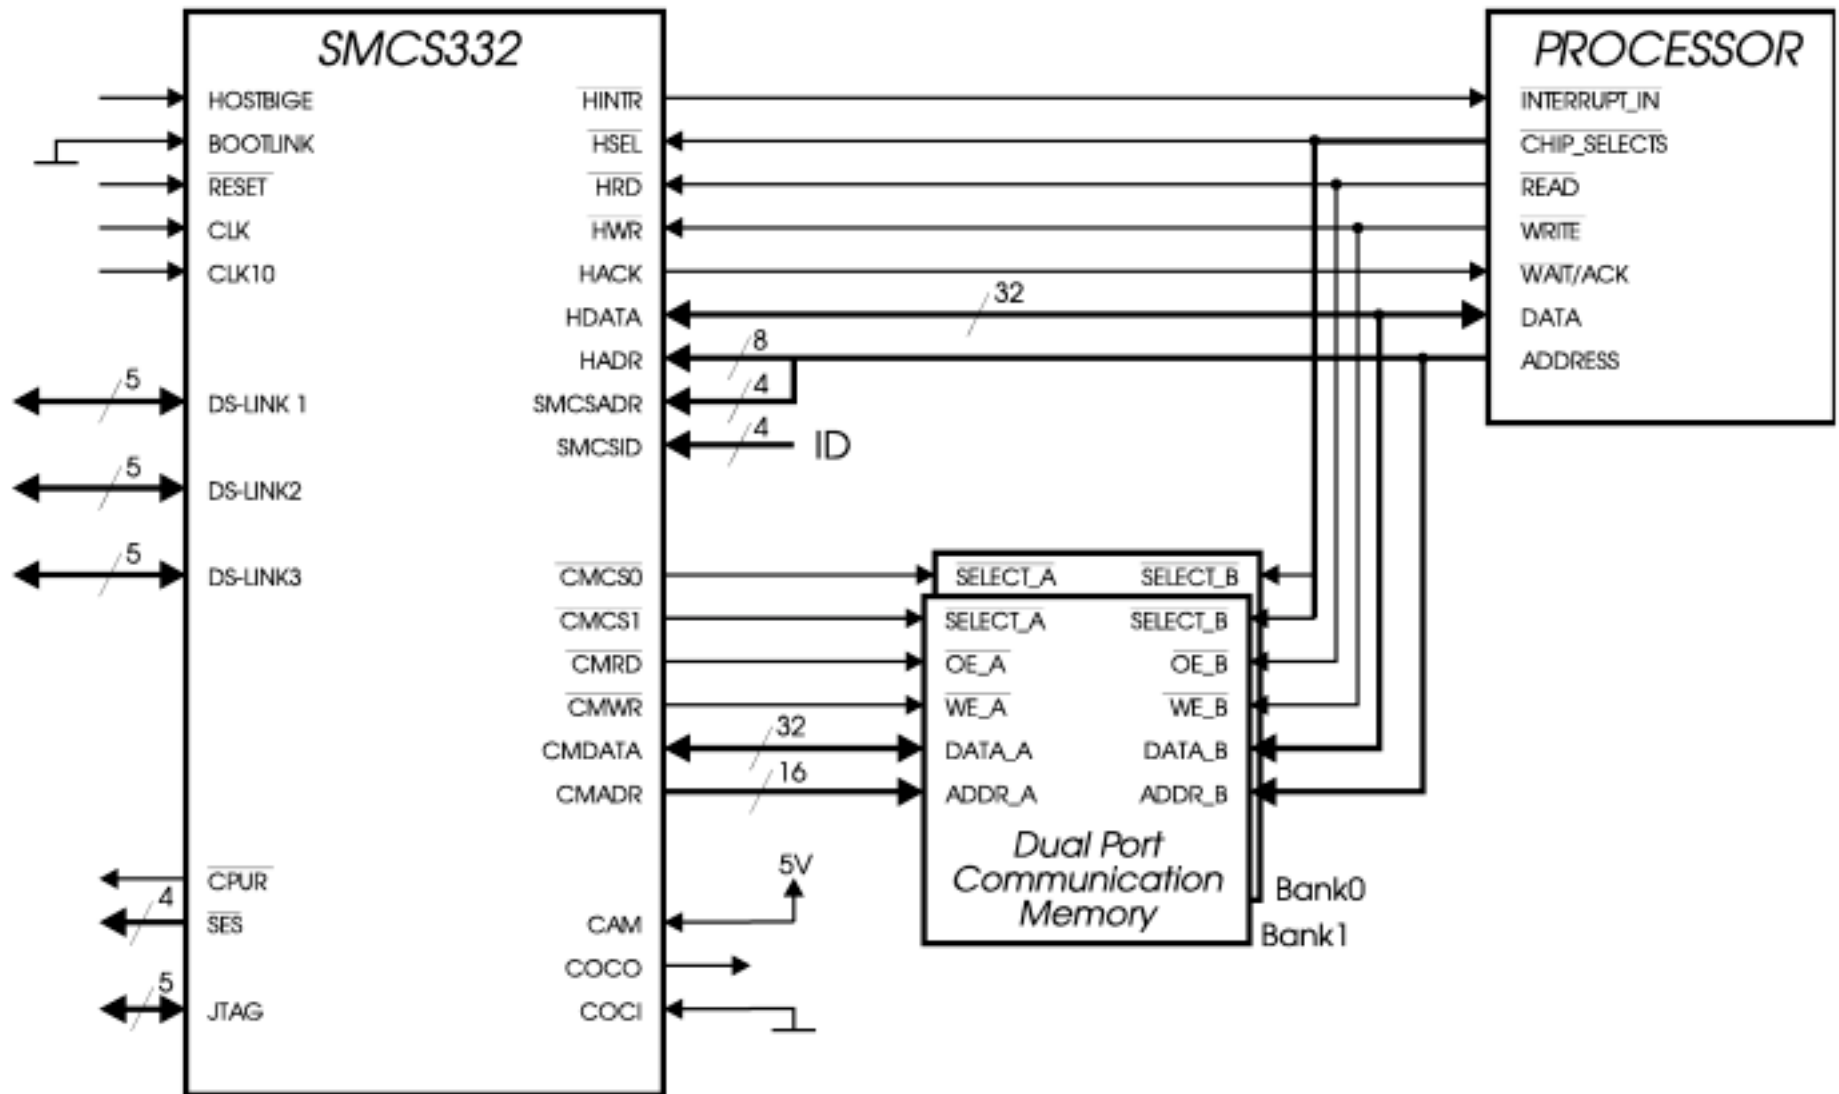 SMCS332
PROCESSOR
HOSTBIGE
HINTR
INTERRUPT_IN
BOOTLINK
HSEL
CHIP_SELECTS
RESET
HRD
READ
CLK
HWR
WRITE
CLK10
HACK
WAIT/ACK
32
HDATA
DATA
8
HADR
ADDRESS
5
DS-LINK 1
4
SMCSADR
4
SMCSID
ID
5
DS-LINK2
5
DS-LINK3
CMCS0
SELECT_A
SELECT_B
CMCS1
SELECT_A
SELECT_B
CMRD
OE_A
OE_B
CMWR
WE_A
WE_B
32
CMDATA
DATA_A
DATA_B
16
CMADR
ADDR_A
ADDR_B
Dual Port
Communication
Memory
Bank0
Bank1
5V
CPUR
4
SES
CAM
COCO
5
JTAG
COCI